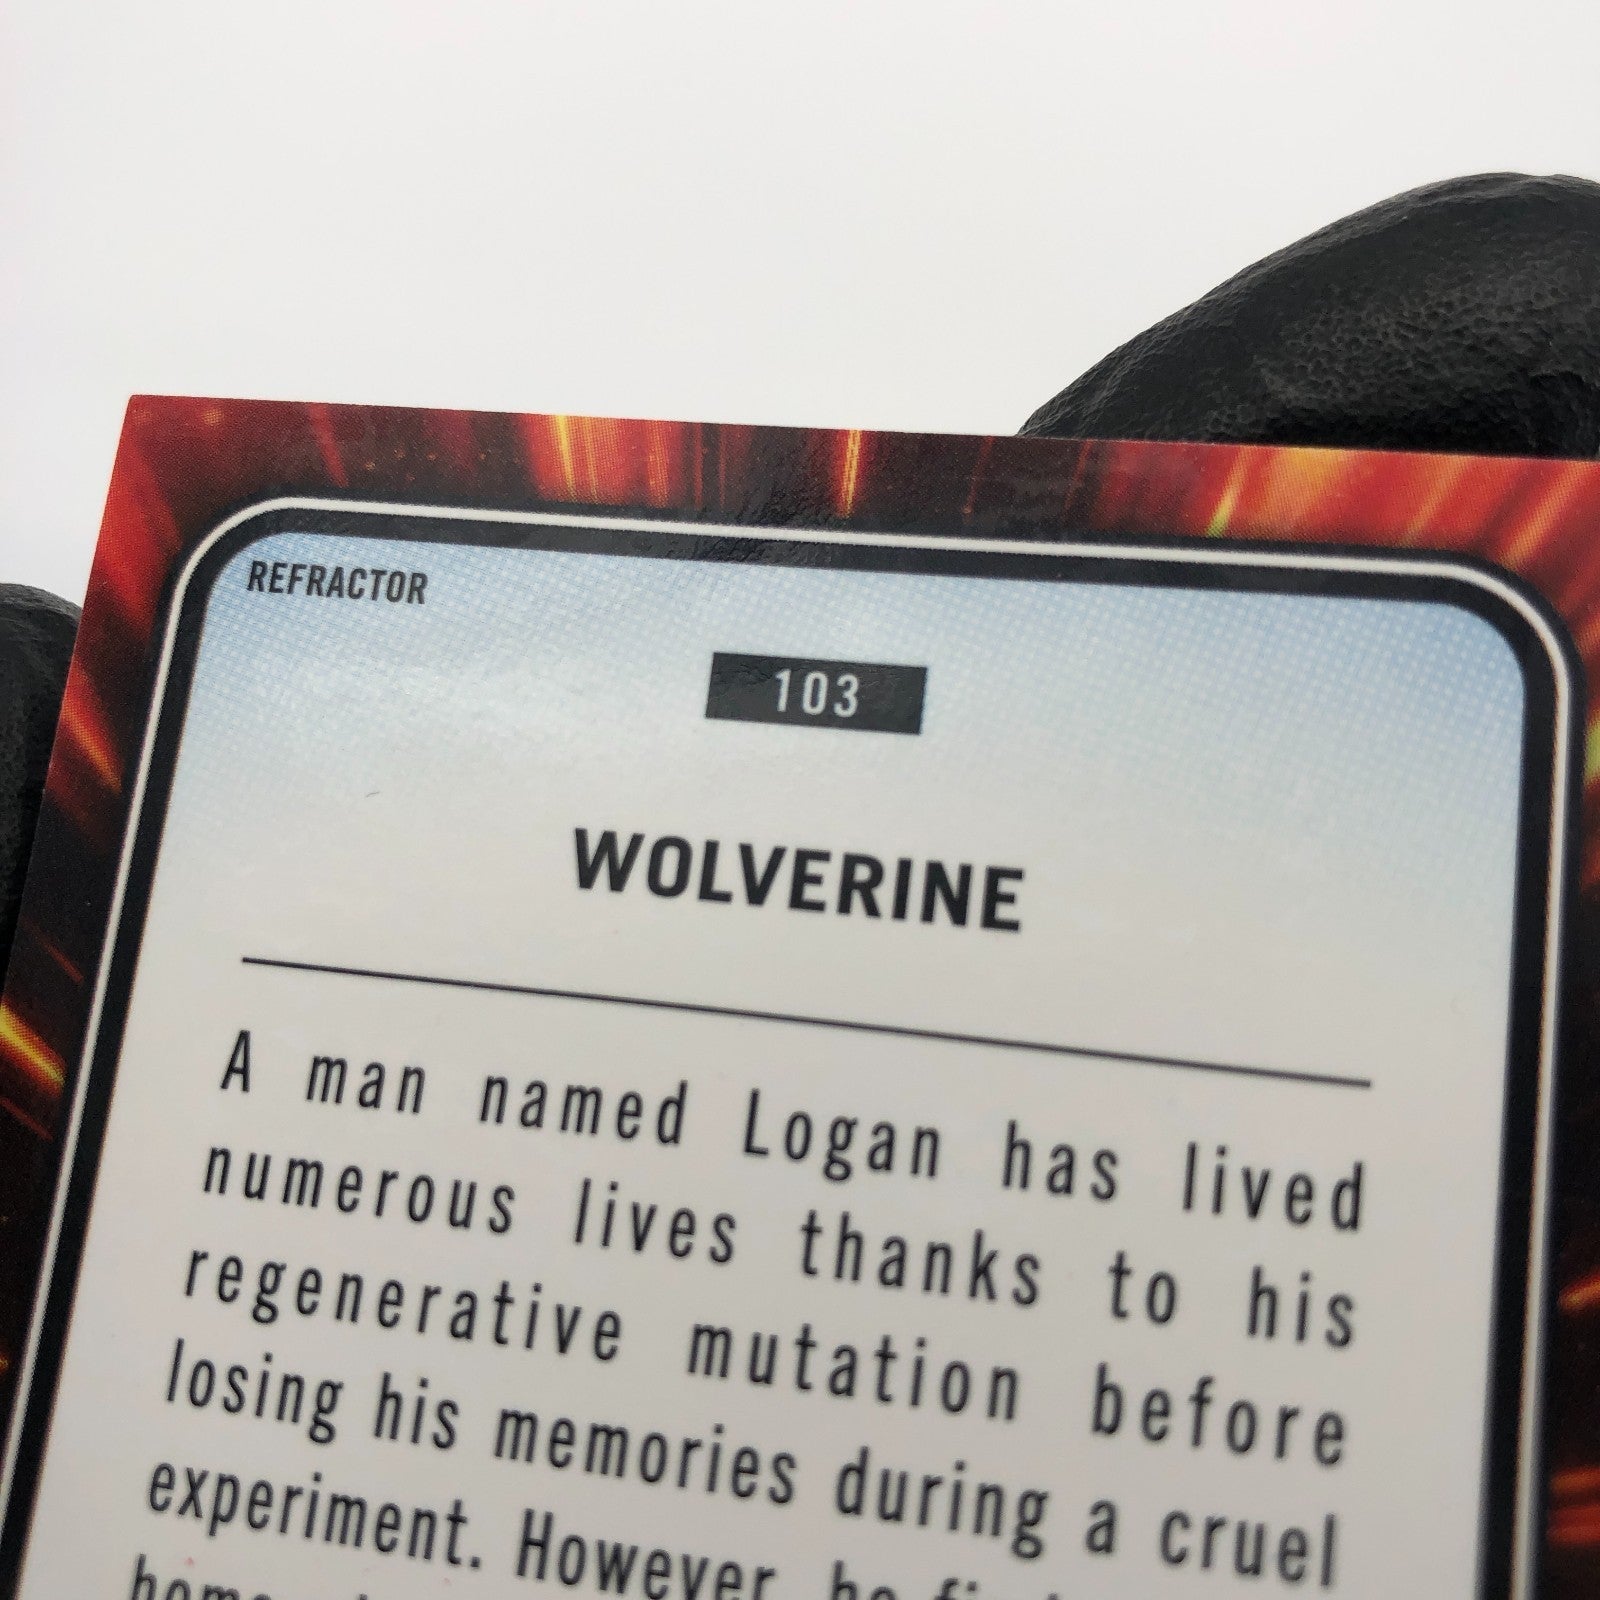 REFRACTOR
103
WOLVERINE
A man named Logan has lived
numerous lives thanks to his
regenerative mutation before
losing his memories during a cruel
experiment. However, he